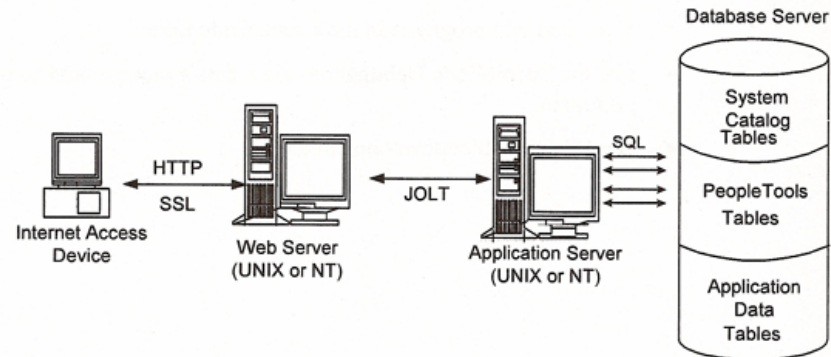 Database Server
System
Catalog
Tables
SQL
HTTP
SSL
JOLT
PeopleTools
Tables
Internet Access
Device
Web Server
(UNIX or NT)
Application Server
(UNIX or NT)
Application
Data
Tables